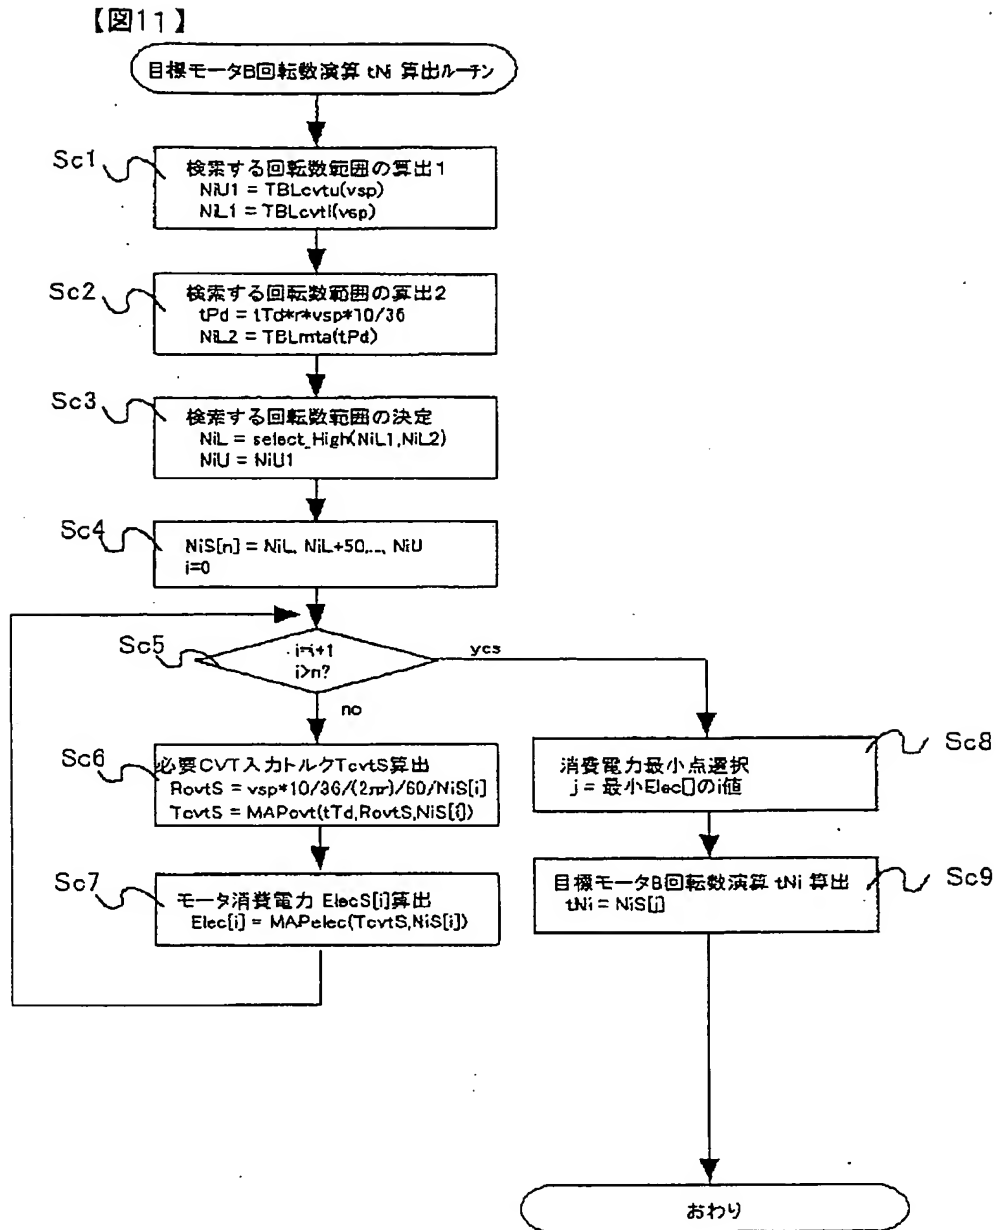 【図11】
目標モータB回転数演算 tNi 算出ルーチン
Sc1
検索する回転数範囲の算出1
NiU1 = TBLcvtu(vsp)
NiL1 = TBLcvtl(vsp)
Sc2
検索する回転数範囲の算出2
tPd = tTd*r*vsp*10/36
NiL2 = TBLmta(tPd)
Sc3
検索する回転数範囲の決定
NiL = select_High(NiL1,NiL2)
NiU = NiU1
Sc4
NiS[n] = NiL, NiL+50,..., NiU
i=0
Sc5
i=i+1
i>n?
yes
no
Sc6
必要CVT入力トルクTcvtS算出
RcvtS = vsp*10/36/(2πr)/60/NiS[i]
TcvtS = MAPcvt(tTd,RcvtS,NiS[i])
Sc7
モータ消費電力 ElecS[i]算出
Elec[i] = MAPelec(TcvtS,NiS[i])
Sc8
消費電力最小点選択
j = 最小Elec[]のi値
Sc9
目標モータB回転数演算 tNi 算出
tNi = NiS[j]
おわり